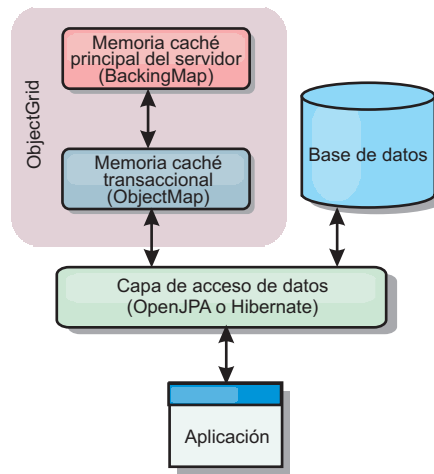 ObjectGrid
Memoria caché
principal del servidor
(BackingMap)
Memoria caché
transaccional
(ObjectMap)
Base de datos
Capa de acceso de datos
(OpenJPA o Hibernate)
Aplicación